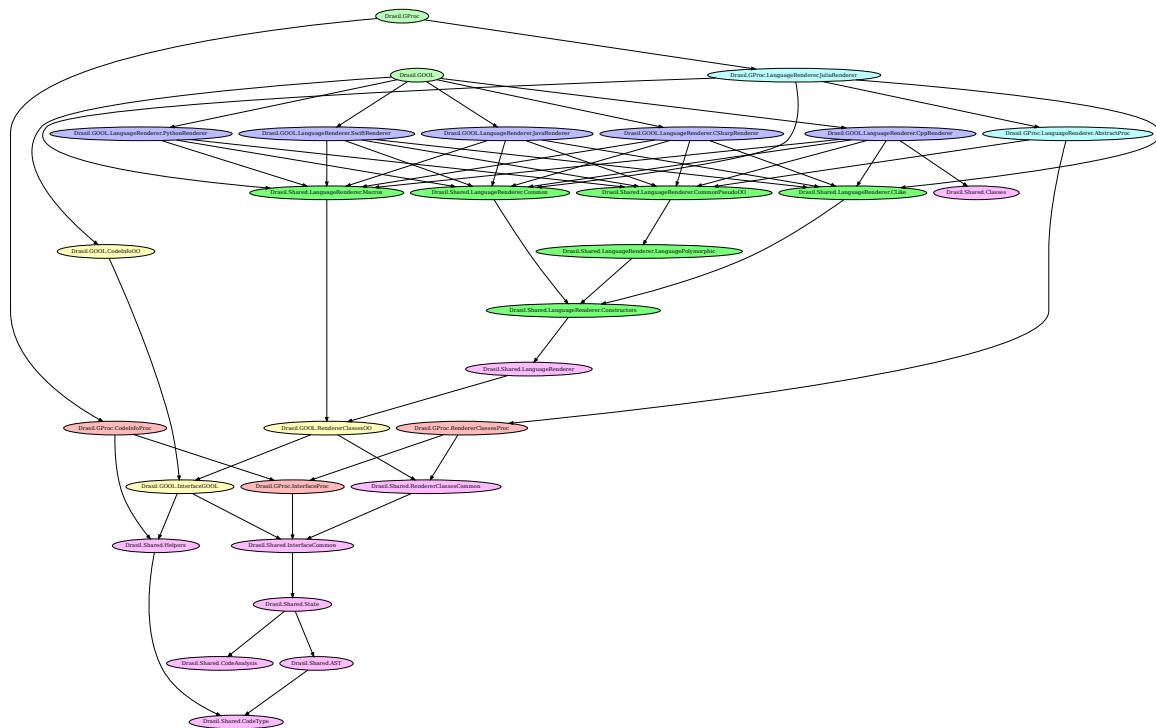 Drasil.GProc
Drasil.GOOL
Drasil.GProc.LanguageRenderer.JuliaRenderer
Drasil.GOOL.LanguageRenderer.PythonRenderer
Drasil.GOOL.LanguageRenderer.SwiftRenderer
Drasil.GOOL.LanguageRenderer.JavaRenderer
Drasil.GOOL.LanguageRenderer.CSharpRenderer
Drasil.GOOL.LanguageRenderer.CppRenderer
Drasil.GProc.LanguageRenderer.AbstractProc
Drasil.Shared.LanguageRenderer.Macros
Drasil.Shared.LanguageRenderer.Common
Drasil.Shared.LanguageRenderer.CommonPseudoOO
Drasil.Shared.LanguageRenderer.CLike
Drasil.Shared.Classes
Drasil.GOOL.CodeInfoOO
Drasil.Shared.LanguageRenderer.LanguagePolymorphic
Drasil.Shared.LanguageRenderer.Constructors
Drasil.Shared.LanguageRenderer
Drasil.GProc.CodeInfoProc
Drasil.GOOL.RendererClassesOO
Drasil.GProc.RendererClassesProc
Drasil.GOOL.InterfaceGOOL
Drasil.GProc.InterfaceProc
Drasil.Shared.RendererClassesCommon
Drasil.Shared.Helpers
Drasil.Shared.InterfaceCommon
Drasil.Shared.State
Drasil.Shared.CodeAnalysis
Drasil.Shared.AST
Drasil.Shared.CodeType